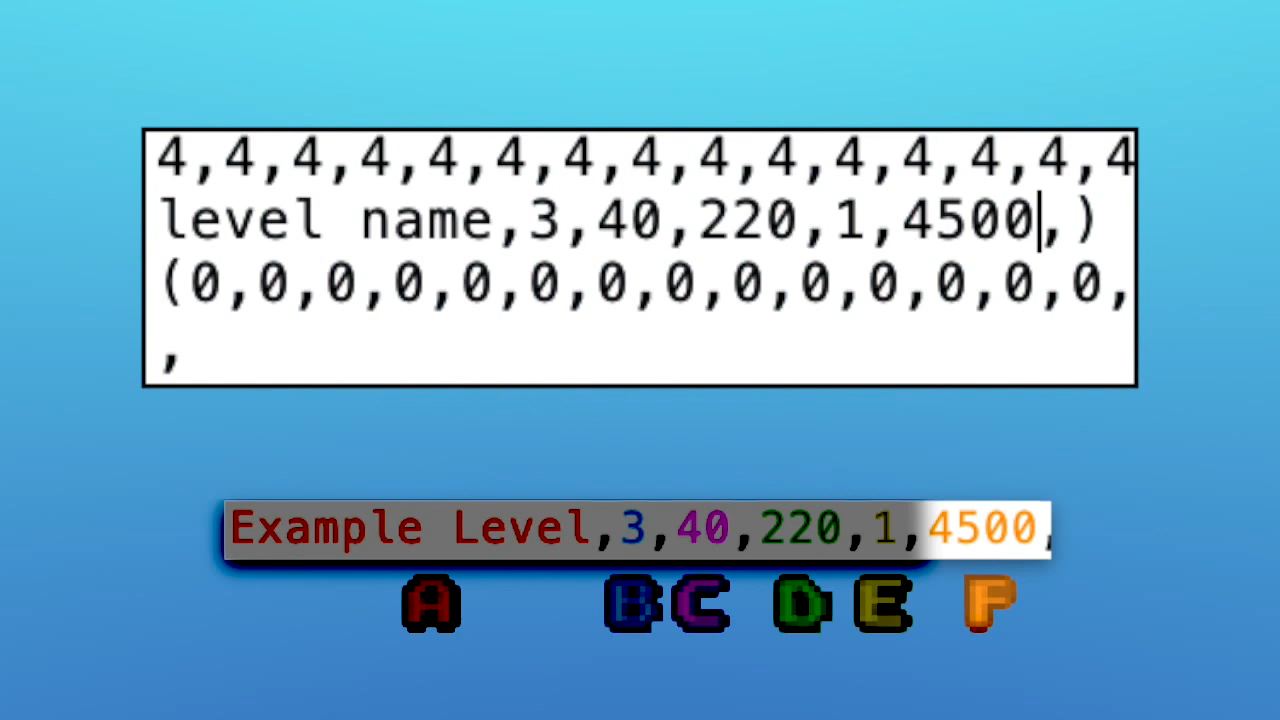 4,4,4,4,4,4,4,4,4,4,4,4,4,4,4
level name,3,40,220,1,4500,)
(0,0,0,0,0,0,0,0,0,0,0,0,0,0,
,
Example Level,3,40,220,1,4500,
A B C D E F